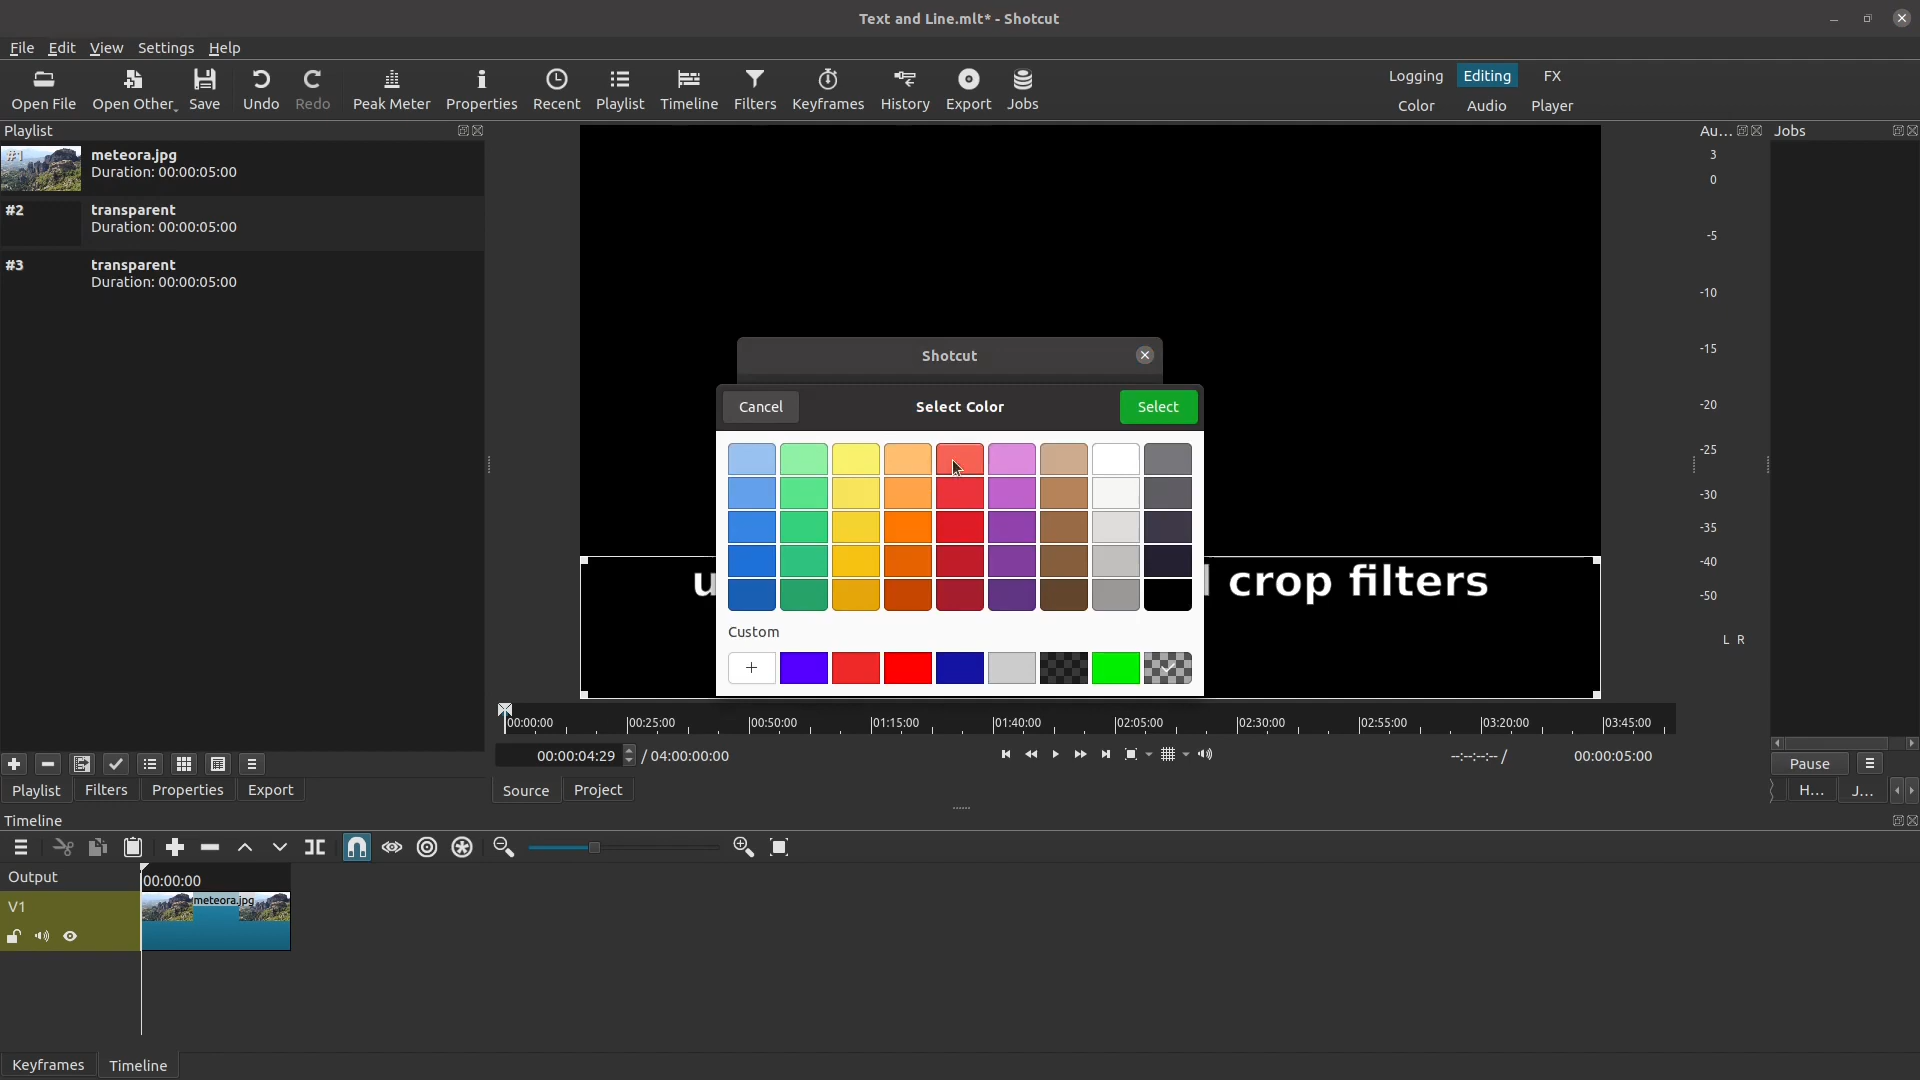 Text and Line.mlt* - Shotcut
File Edit View Settings Help
Open File Open Other Save Undo Redo Peak Meter Properties Recent Playlist Timeline Filters Keyframes History Export Jobs
Logging Editing FX
Color Audio Player
Playlist
Au... Jobs
#1 meteora.jpg
Duration: 00:00:05:00
#2 transparent
Duration: 00:00:05:00
#3 transparent
Duration: 00:00:05:00
Shotcut
Cancel Select Color Select
crop filters
Custom
3
0
-5
-10
-15
-20
-25
-30
-35
-40
-50
L R
00:00:00 00:25:00 00:50:00 01:15:00 01:40:00 02:05:00 02:30:00 02:55:00 03:20:00 03:45:00
00:00:04:29 / 04:00:00:00
--:--:--:-- / 00:00:05:00
Pause
Playlist Filters Properties Export
Source Project
H... J...
Timeline
Output
00:00:00
V1
meteora.jpg
Keyframes Timeline